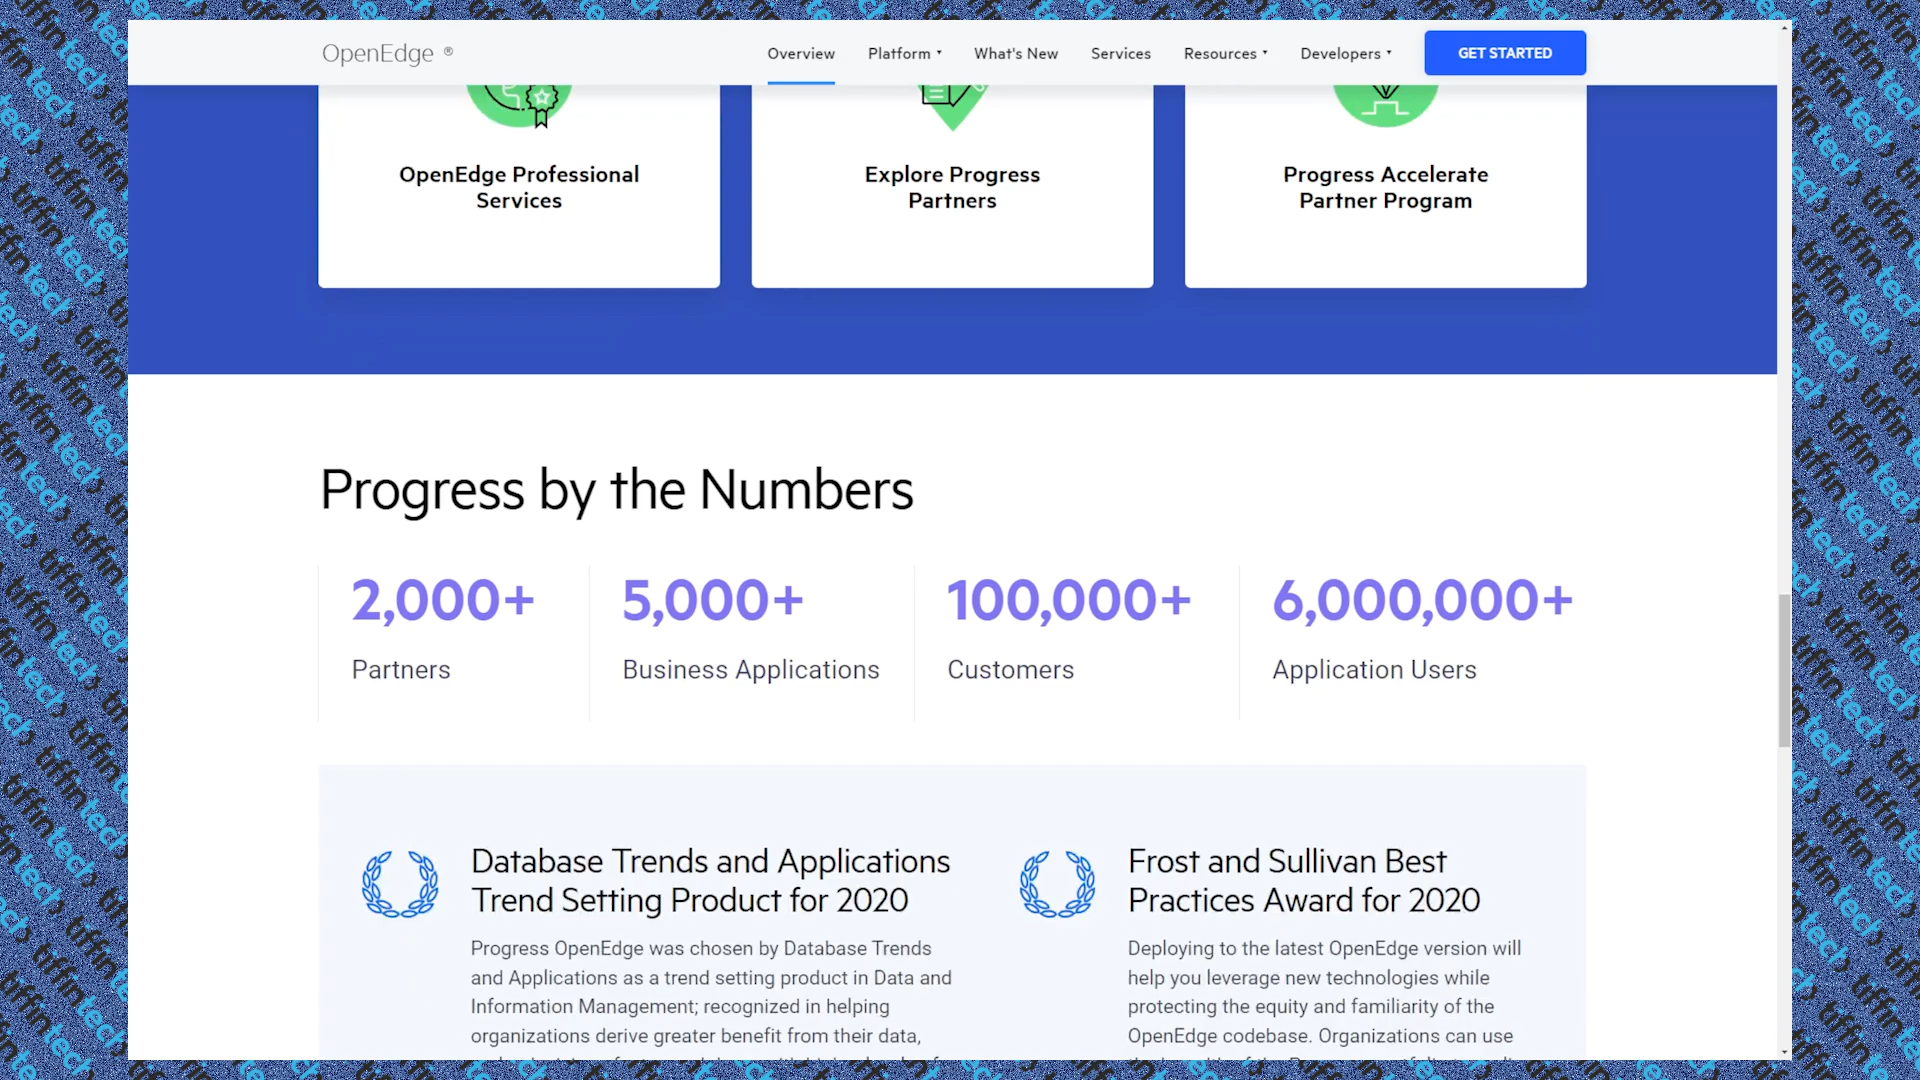 OpenEdge ®
Overview
Platform
What's New
Services
Resources
Developers
GET STARTED
OpenEdge Professional
Services
Explore Progress
Partners
Progress Accelerate
Partner Program
Progress by the Numbers
2,000+
Partners
5,000+
Business Applications
100,000+
Customers
6,000,000+
Application Users
Database Trends and Applications
Trend Setting Product for 2020
Progress OpenEdge was chosen by Database Trends
and Applications as a trend setting product in Data and
Information Management; recognized in helping
organizations derive greater benefit from their data,
Frost and Sullivan Best
Practices Award for 2020
Deploying to the latest OpenEdge version will
help you leverage new technologies while
protecting the equity and familiarity of the
OpenEdge codebase. Organizations can use
tiffintech